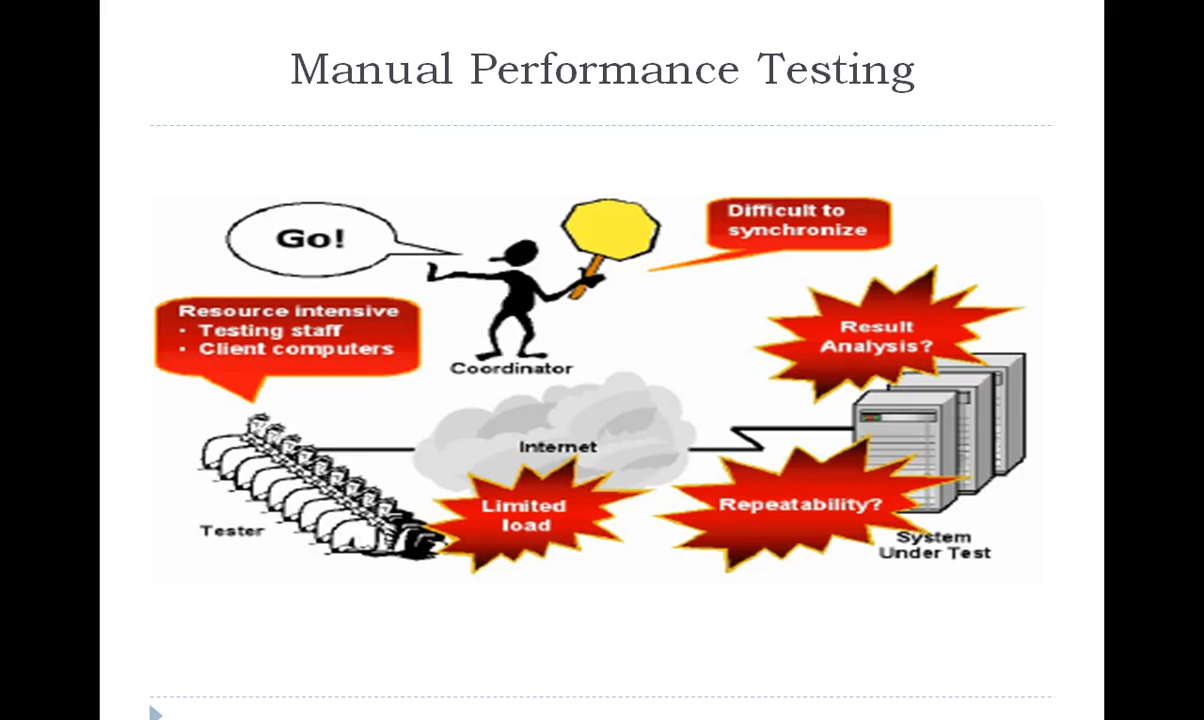 Manual Performance Testing
Go!
Difficult to
synchronize
Resource intensive
• Testing staff
• Client computers
Coordinator
Result
Analysis?
Internet
Limited
load
Repeatability?
Tester
System
Under Test